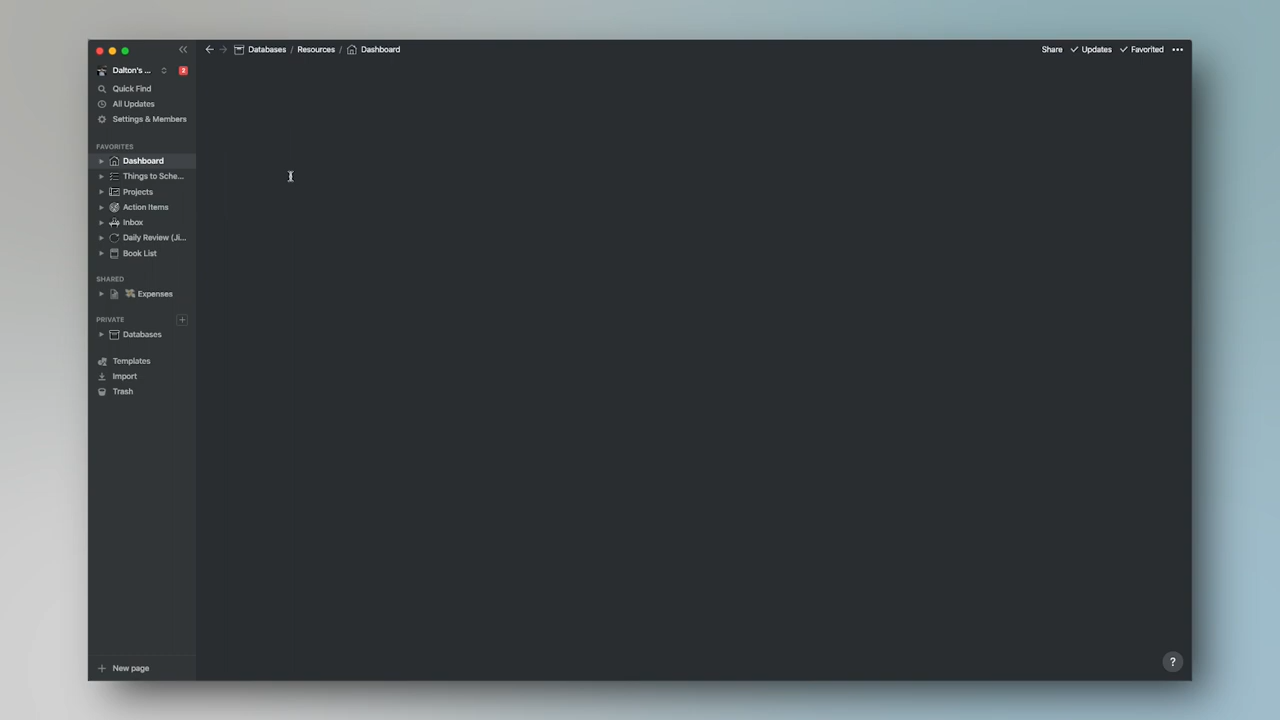 Databases / Resources / Dashboard
Share Updates Favorited •••
Dalton's ... 2
Quick Find
All Updates
Settings & Members
FAVORITES
Dashboard
Things to Sche...
Projects
Action Items
Inbox
Daily Review (Ji...
Book List
SHARED
Expenses
PRIVATE +
Databases
Templates
Import
Trash
+ New page
?